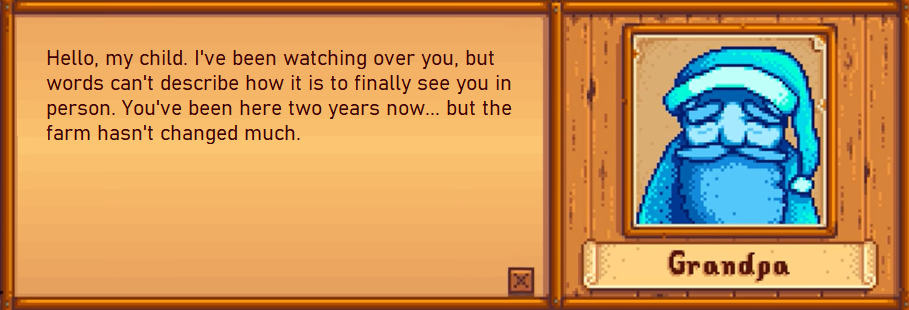 Hello, my child. I've been watching over you, but
words can't describe how it is to finally see you in
person. You've been here two years now... but the
farm hasn't changed much.
Grandpa